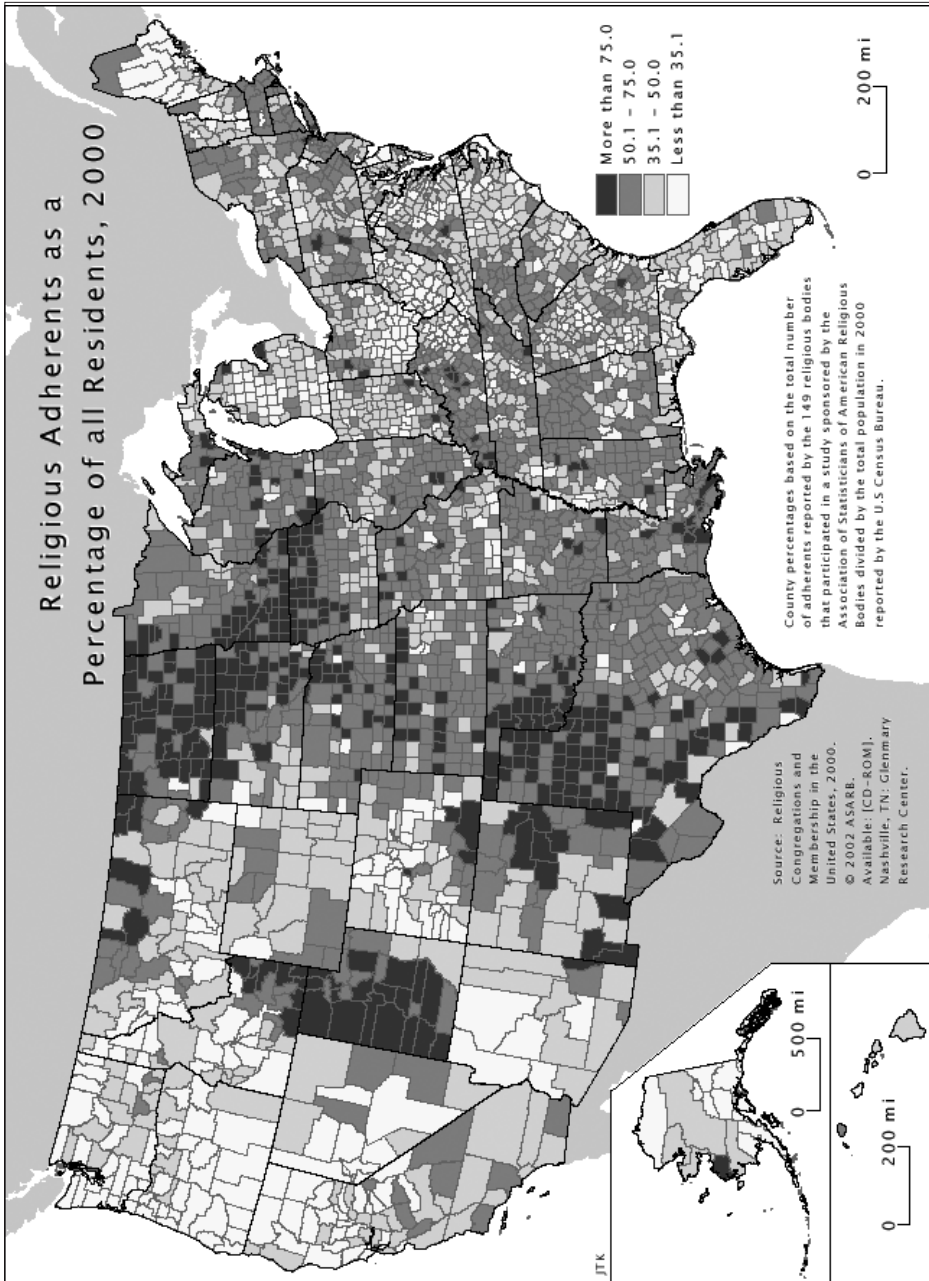 Religious Adherents as a
Percentage of all Residents, 2000
More than 75.0
50.1 – 75.0
35.1 – 50.0
Less than 35.1
0 200 mi
County percentages based on the total number
of adherents reported by the 149 religious bodies
that participated in a study sponsored by the
Association of Statisticians of American Religious
Bodies divided by the total population in 2000
reported by the U.S Census Bureau.
Source: Religious
Congregations and
Membership in the
United States, 2000.
© 2002 ASARB.
Available: [CD-ROM].
Nashville, TN: Glenmary
Research Center.
JTK
0 500 mi
0 200 mi